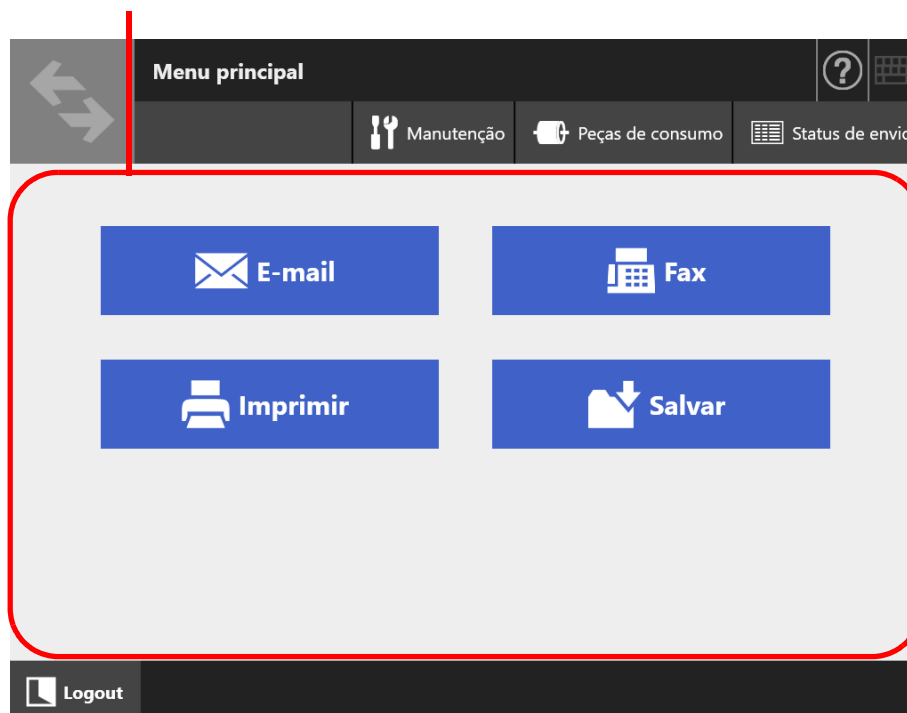 Menu principal
?
Manutenção Peças de consumo Status de envio
E-mail Fax
Imprimir Salvar
Logout